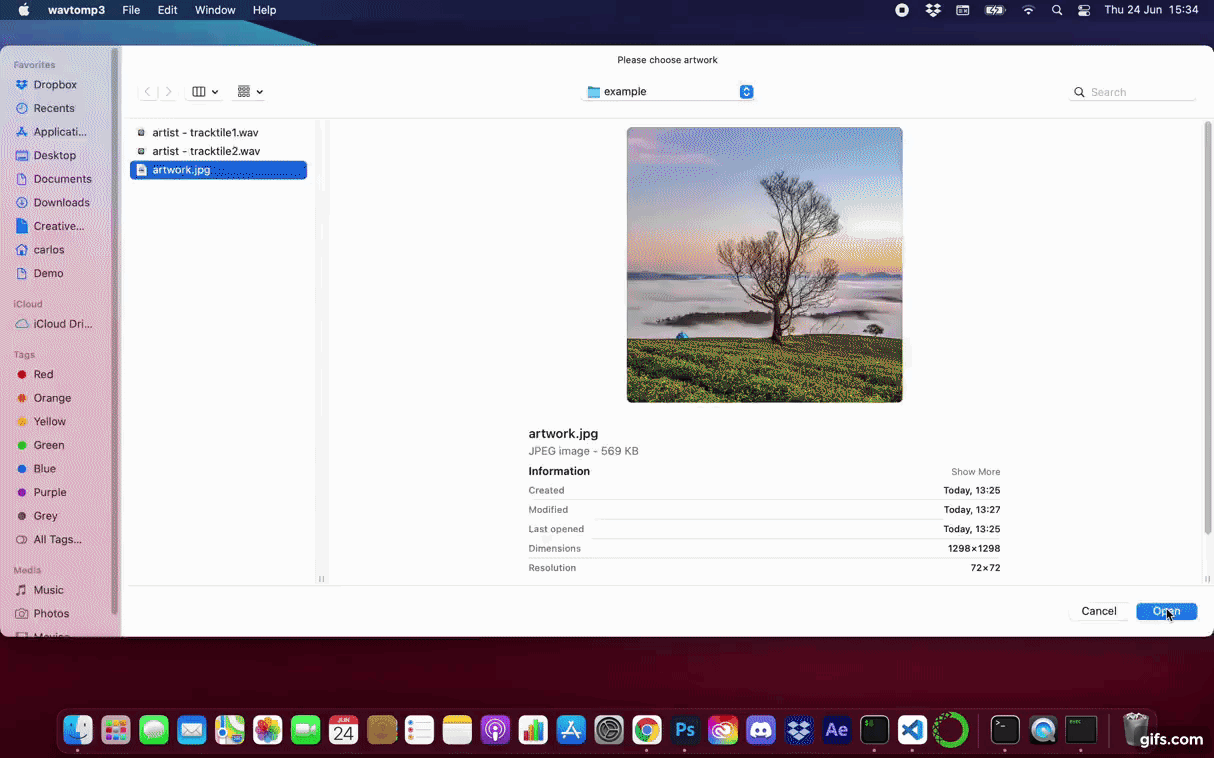 wavtomp3 File Edit Window Help Thu 24 Jun 15:34
Please choose artwork
example
Search
Favorites
Dropbox
Recents
Applicati...
Desktop
Documents
Downloads
Creative...
carlos
Demo
iCloud
iCloud Dri...
Tags
Red
Orange
Yellow
Green
Blue
Purple
Grey
All Tags...
Media
Music
Photos
artist - tracktile1.wav
artist - tracktile2.wav
artwork.jpg
artwork.jpg
JPEG image - 569 KB
Information Show More
Created Today, 13:25
Modified Today, 13:27
Last opened Today, 13:25
Dimensions 1298×1298
Resolution 72×72
Cancel Open
JUN
24
Ps
Ae
gifs.com